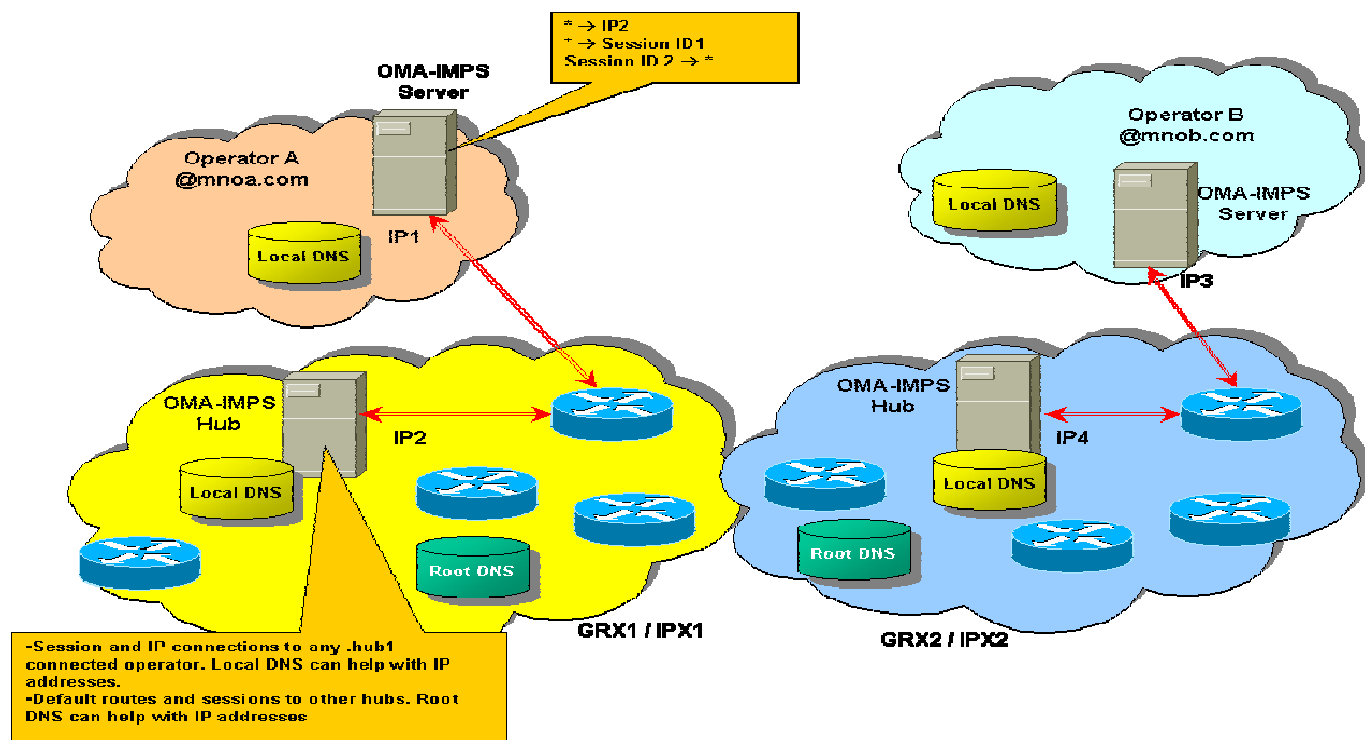 * → IP2
* → Session ID1
Session ID 2 → *
OMA-IMPS
Server
Operator A
@mnoa.com
IP1
Local DNS
Operator B
@mnob.com
Local DNS
OMA-IMPS
Server
IP3
OMA-IMPS
Hub
IP2
Local DNS
Root DNS
GRX1 / IPX1
OMA-IMPS
Hub
IP4
Local DNS
Root DNS
GRX2 / IPX2
-Session and IP connections to any .hub1
connected operator. Local DNS can help with IP
addresses.
-Default routes and sessions to other hubs. Root
DNS can help with IP addresses